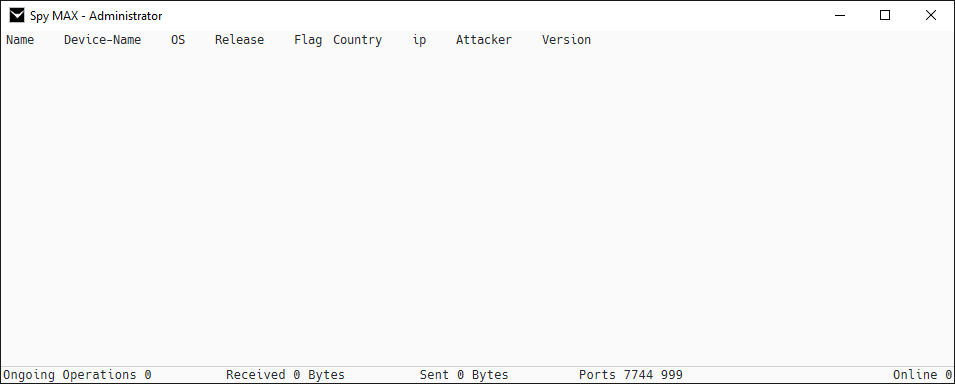 Spy MAX - Administrator
Name Device-Name OS Release Flag Country ip Attacker Version
Ongoing Operations 0 Received 0 Bytes Sent 0 Bytes Ports 7744 999 Online 0